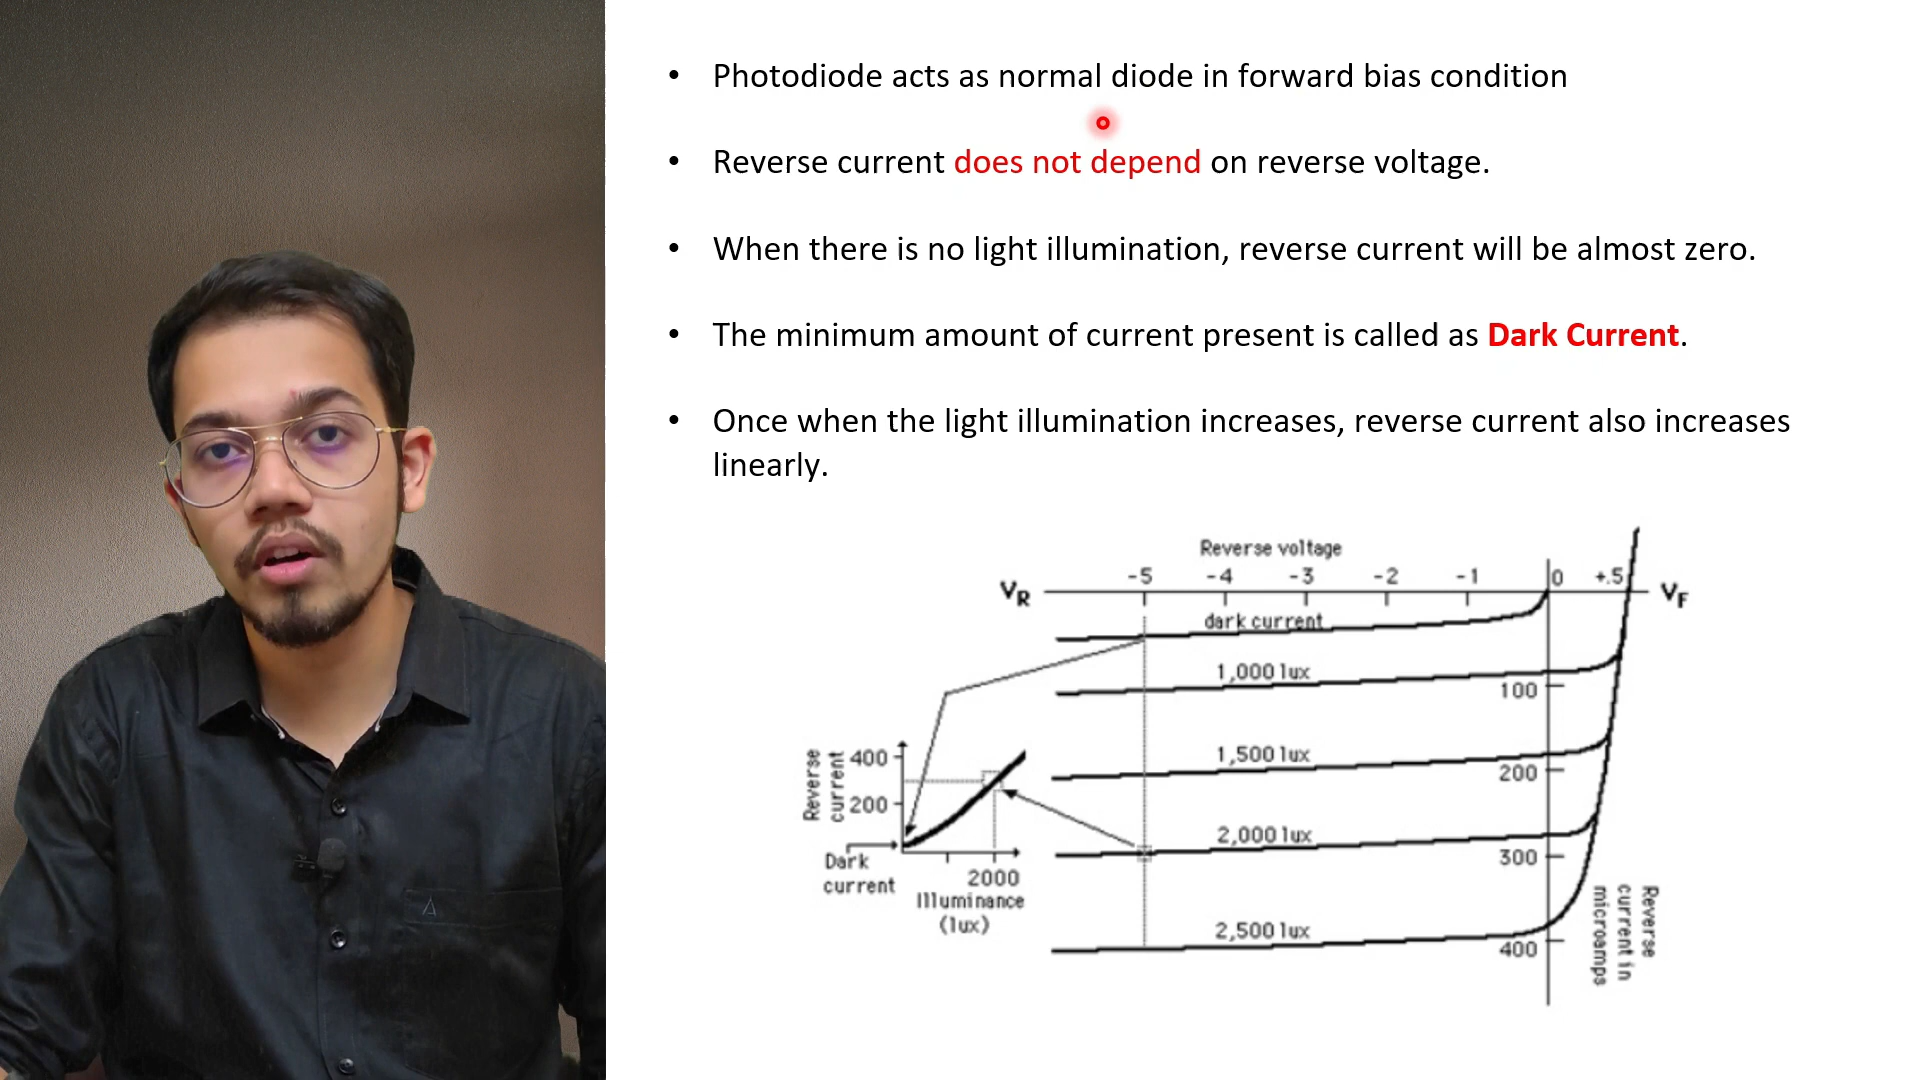 • Photodiode acts as normal diode in forward bias condition
• Reverse current does not depend on reverse voltage.
• When there is no light illumination, reverse current will be almost zero.
• The minimum amount of current present is called as Dark Current.
• Once when the light illumination increases, reverse current also increases
linearly.
Reverse voltage
-5 -4 -3 -2 -1 0 +.5
VR
VF
dark current
1,000 lux
100
1,500 lux
200
2,000 lux
300
2,500 lux
400
Reverse
current in
microamps
Reverse
current
400
200
Dark
current
2000
Illuminance
(lux)